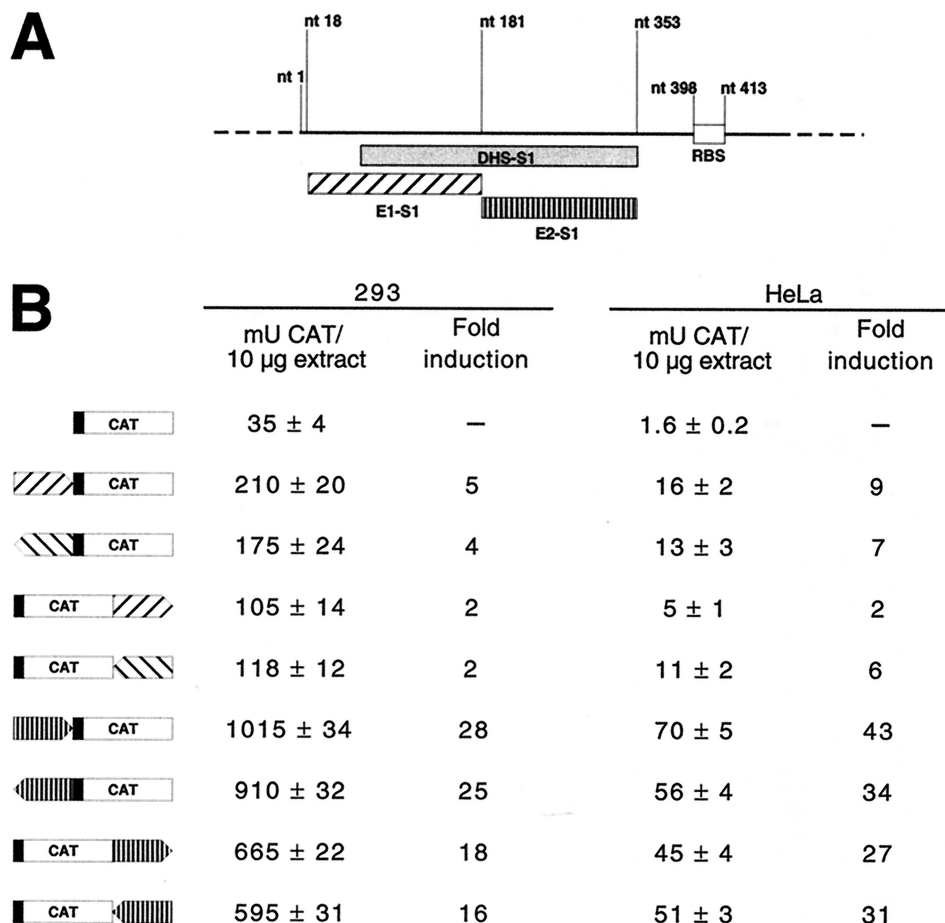 A
nt 18 nt 181 nt 353
nt 1 nt 398 nt 413
DHS-S1 RBS
E1-S1
E2-S1
B
293 HeLa
mU CAT/ Fold mU CAT/ Fold
10 µg extract induction 10 µg extract induction
CAT 35 ± 4 – 1.6 ± 0.2 –
CAT 210 ± 20 5 16 ± 2 9
CAT 175 ± 24 4 13 ± 3 7
CAT 105 ± 14 2 5 ± 1 2
CAT 118 ± 12 2 11 ± 2 6
CAT 1015 ± 34 28 70 ± 5 43
CAT 910 ± 32 25 56 ± 4 34
CAT 665 ± 22 18 45 ± 4 27
CAT 595 ± 31 16 51 ± 3 31